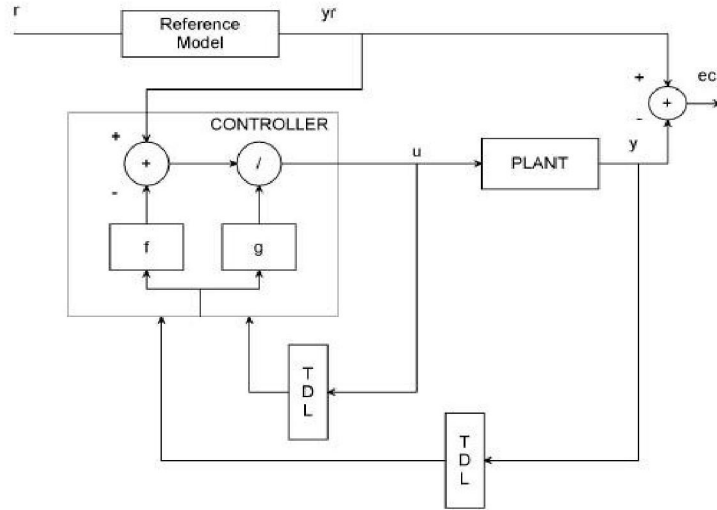 r
Reference
Model
yr
+
-
+
ec
CONTROLLER
+
-
+
/
u
PLANT
y
f
g
T
D
L
T
D
L